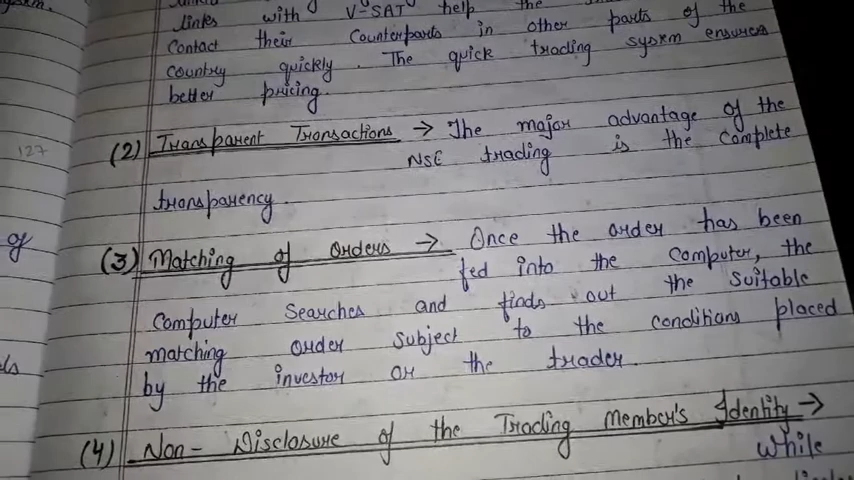 links with V-SAT help the
Contact their Counterparts in other parts of the
Country quickly. The quick trading system ensures
better pricing.
(2) Transparent Transactions → The major advantage of the
NSE trading is the complete
transparency.
127
of
(3) Matching of Orders → Once the order has been
fed into the computer, the
Computer Searches and finds out the suitable
matching order subject to the conditions placed
by the investor or the trader.
(4) Non-Disclosure of the Trading Member's Identity →
While